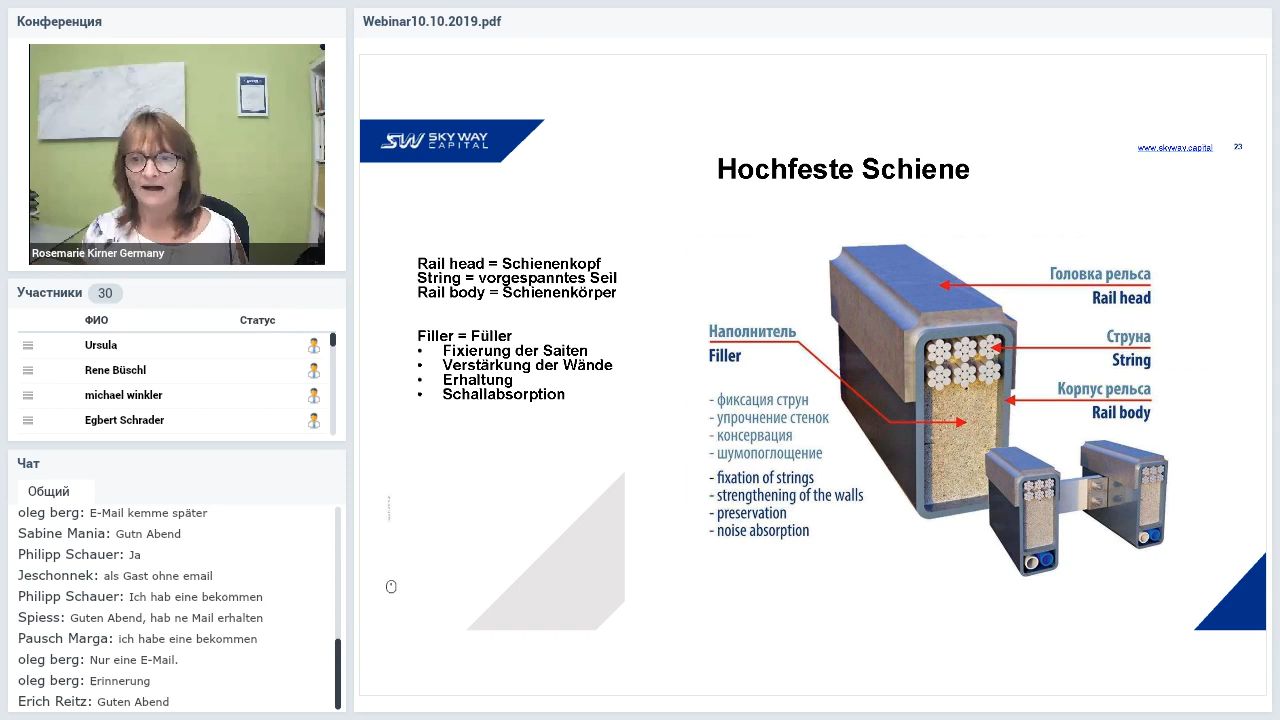 Конференция
Rosemarie Kirner Germany
Участники 30
ФИО Статус
Ursula
Rene Büschl
michael winkler
Egbert Schrader
Чат
Общий
oleg berg: E-Mail kemme später
Sabine Mania: Gutn Abend
Philipp Schauer: Ja
Jeschonnek: als Gast ohne email
Philipp Schauer: Ich hab eine bekommen
Spiess: Guten Abend, hab ne Mail erhalten
Pausch Marga: ich habe eine bekommen
oleg berg: Nur eine E-Mail.
oleg berg: Erinnerung
Erich Reitz: Guten Abend
Webinar10.10.2019.pdf
SW SKY WAY
CAPITAL
www.skyway.capital 23
Hochfeste Schiene
Rail head = Schienenkopf
String = vorgespanntes Seil
Rail body = Schienenkörper
Filler = Füller
• Fixierung der Saiten
• Verstärkung der Wände
• Erhaltung
• Schallabsorption
Наполнитель
Filler
- фиксация струн
- упрочнение стенок
- консервация
- шумопоглощение
- fixation of strings
- strengthening of the walls
- preservation
- noise absorption
Головка рельса
Rail head
Струна
String
Корпус рельса
Rail body